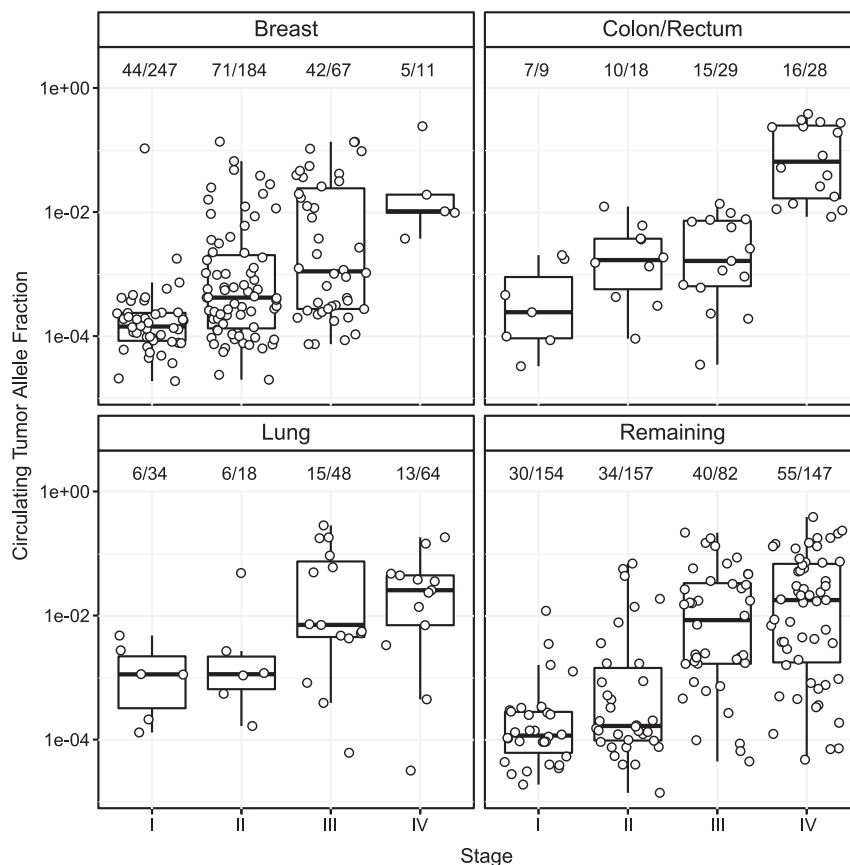 Breast
Colon/Rectum
44/247 71/184 42/67 5/11
7/9 10/18 15/29 16/28
1e+00
1e-02
1e-04
Circulating Tumor Allele Fraction
Lung
Remaining
6/34 6/18 15/48 13/64
30/154 34/157 40/82 55/147
1e+00
1e-02
1e-04
I II III IV
I II III IV
Stage